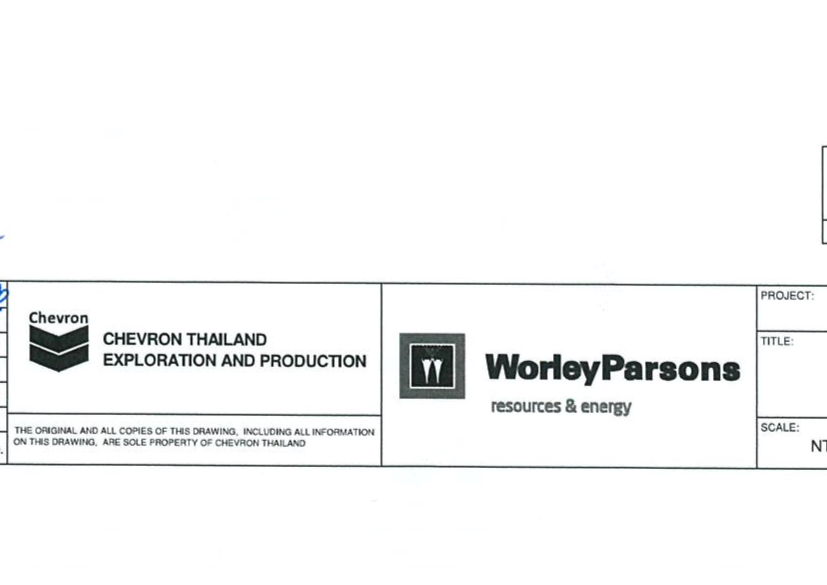 Chevron
CHEVRON THAILAND
EXPLORATION AND PRODUCTION
THE ORIGINAL AND ALL COPIES OF THIS DRAWING, INCLUDING ALL INFORMATION
ON THIS DRAWING, ARE SOLE PROPERTY OF CHEVRON THAILAND
WorleyParsons
resources & energy
PROJECT:
TITLE:
SCALE: